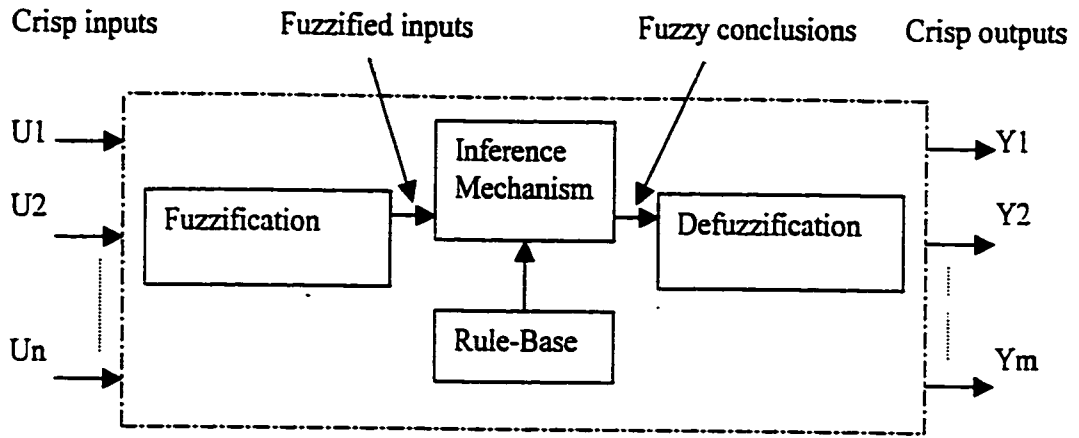 Crisp inputs
Fuzzified inputs
Fuzzy conclusions
Crisp outputs
U1
U2
Un
Fuzzification
Inference
Mechanism
Rule-Base
Defuzzification
Y1
Y2
Ym